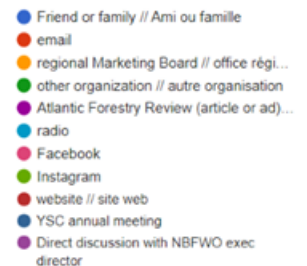 Friend or family // Ami ou famille
email
regional Marketing Board // office régi...
other organization // autre organisation
Atlantic Forestry Review (article or ad)...
radio
Facebook
Instagram
website // site web
YSC annual meeting
Direct discussion with NBFWO exec
director